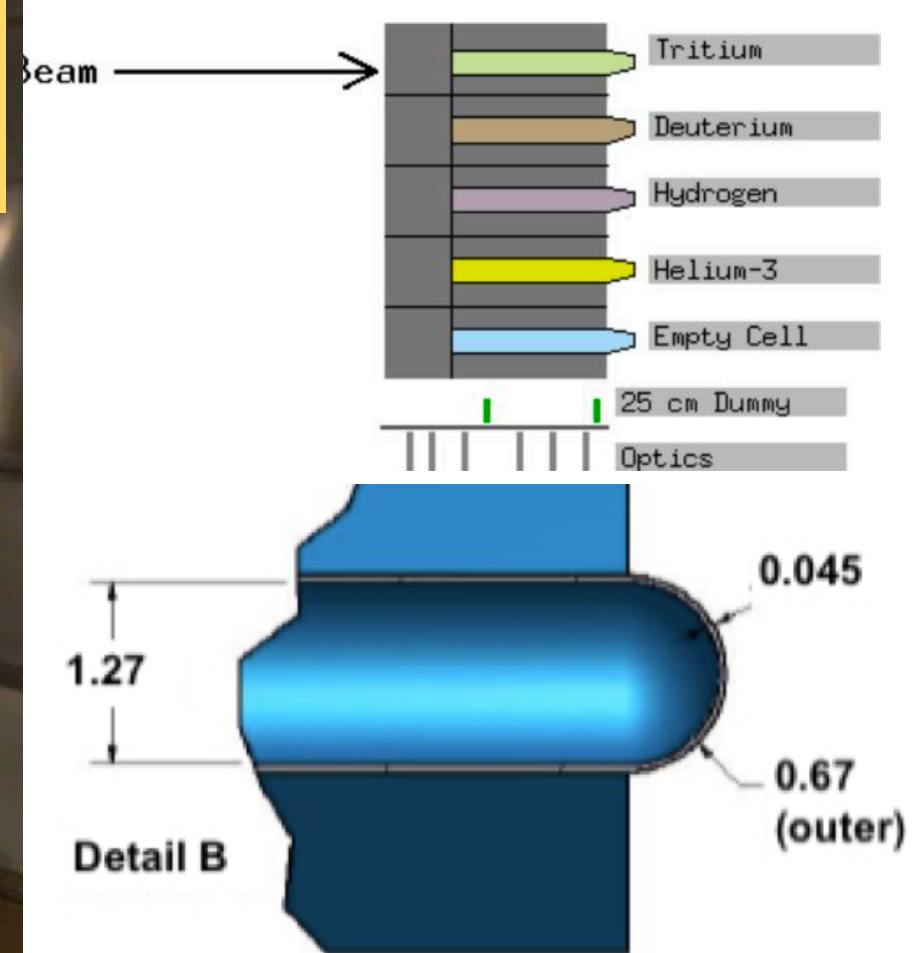 Tritium
Beam
Deuterium
Hydrogen
Helium-3
Empty Cell
25 cm Dummy
Optics
0.045
1.27
0.67
(outer)
Detail B